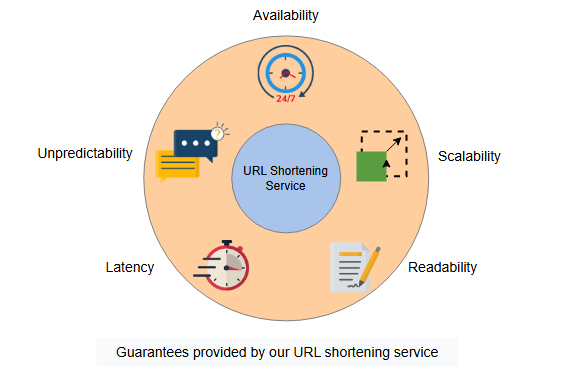 Availability
24/7
Unpredictability
?
URL Shortening
Service
Scalability
Latency
Readability
Guarantees provided by our URL shortening service